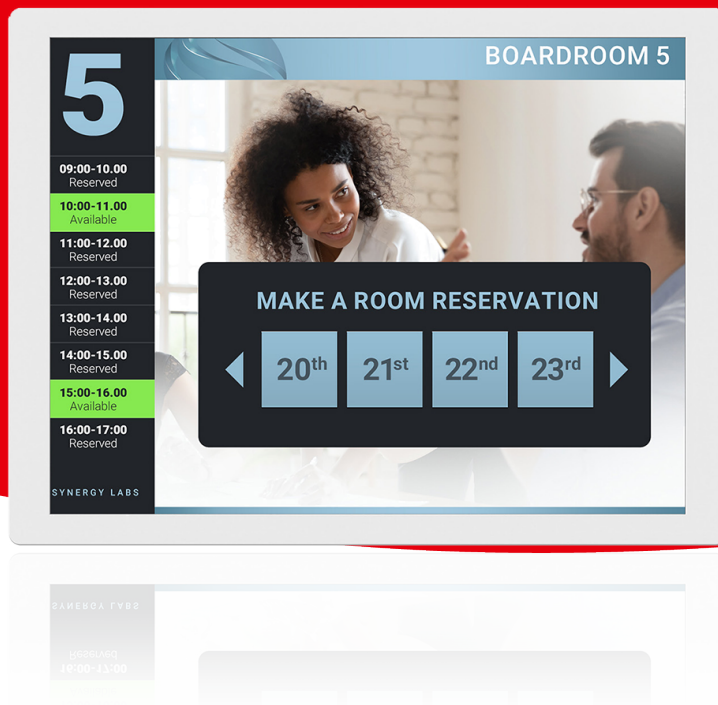 5
BOARDROOM 5
09:00-10.00
Reserved
10:00-11.00
Available
11:00-12.00
Reserved
12:00-13.00
Reserved
13:00-14.00
Reserved
14:00-15.00
Reserved
15:00-16.00
Available
16:00-17:00
Reserved
SYNERGY LABS
MAKE A ROOM RESERVATION
20th 21st 22nd 23rd